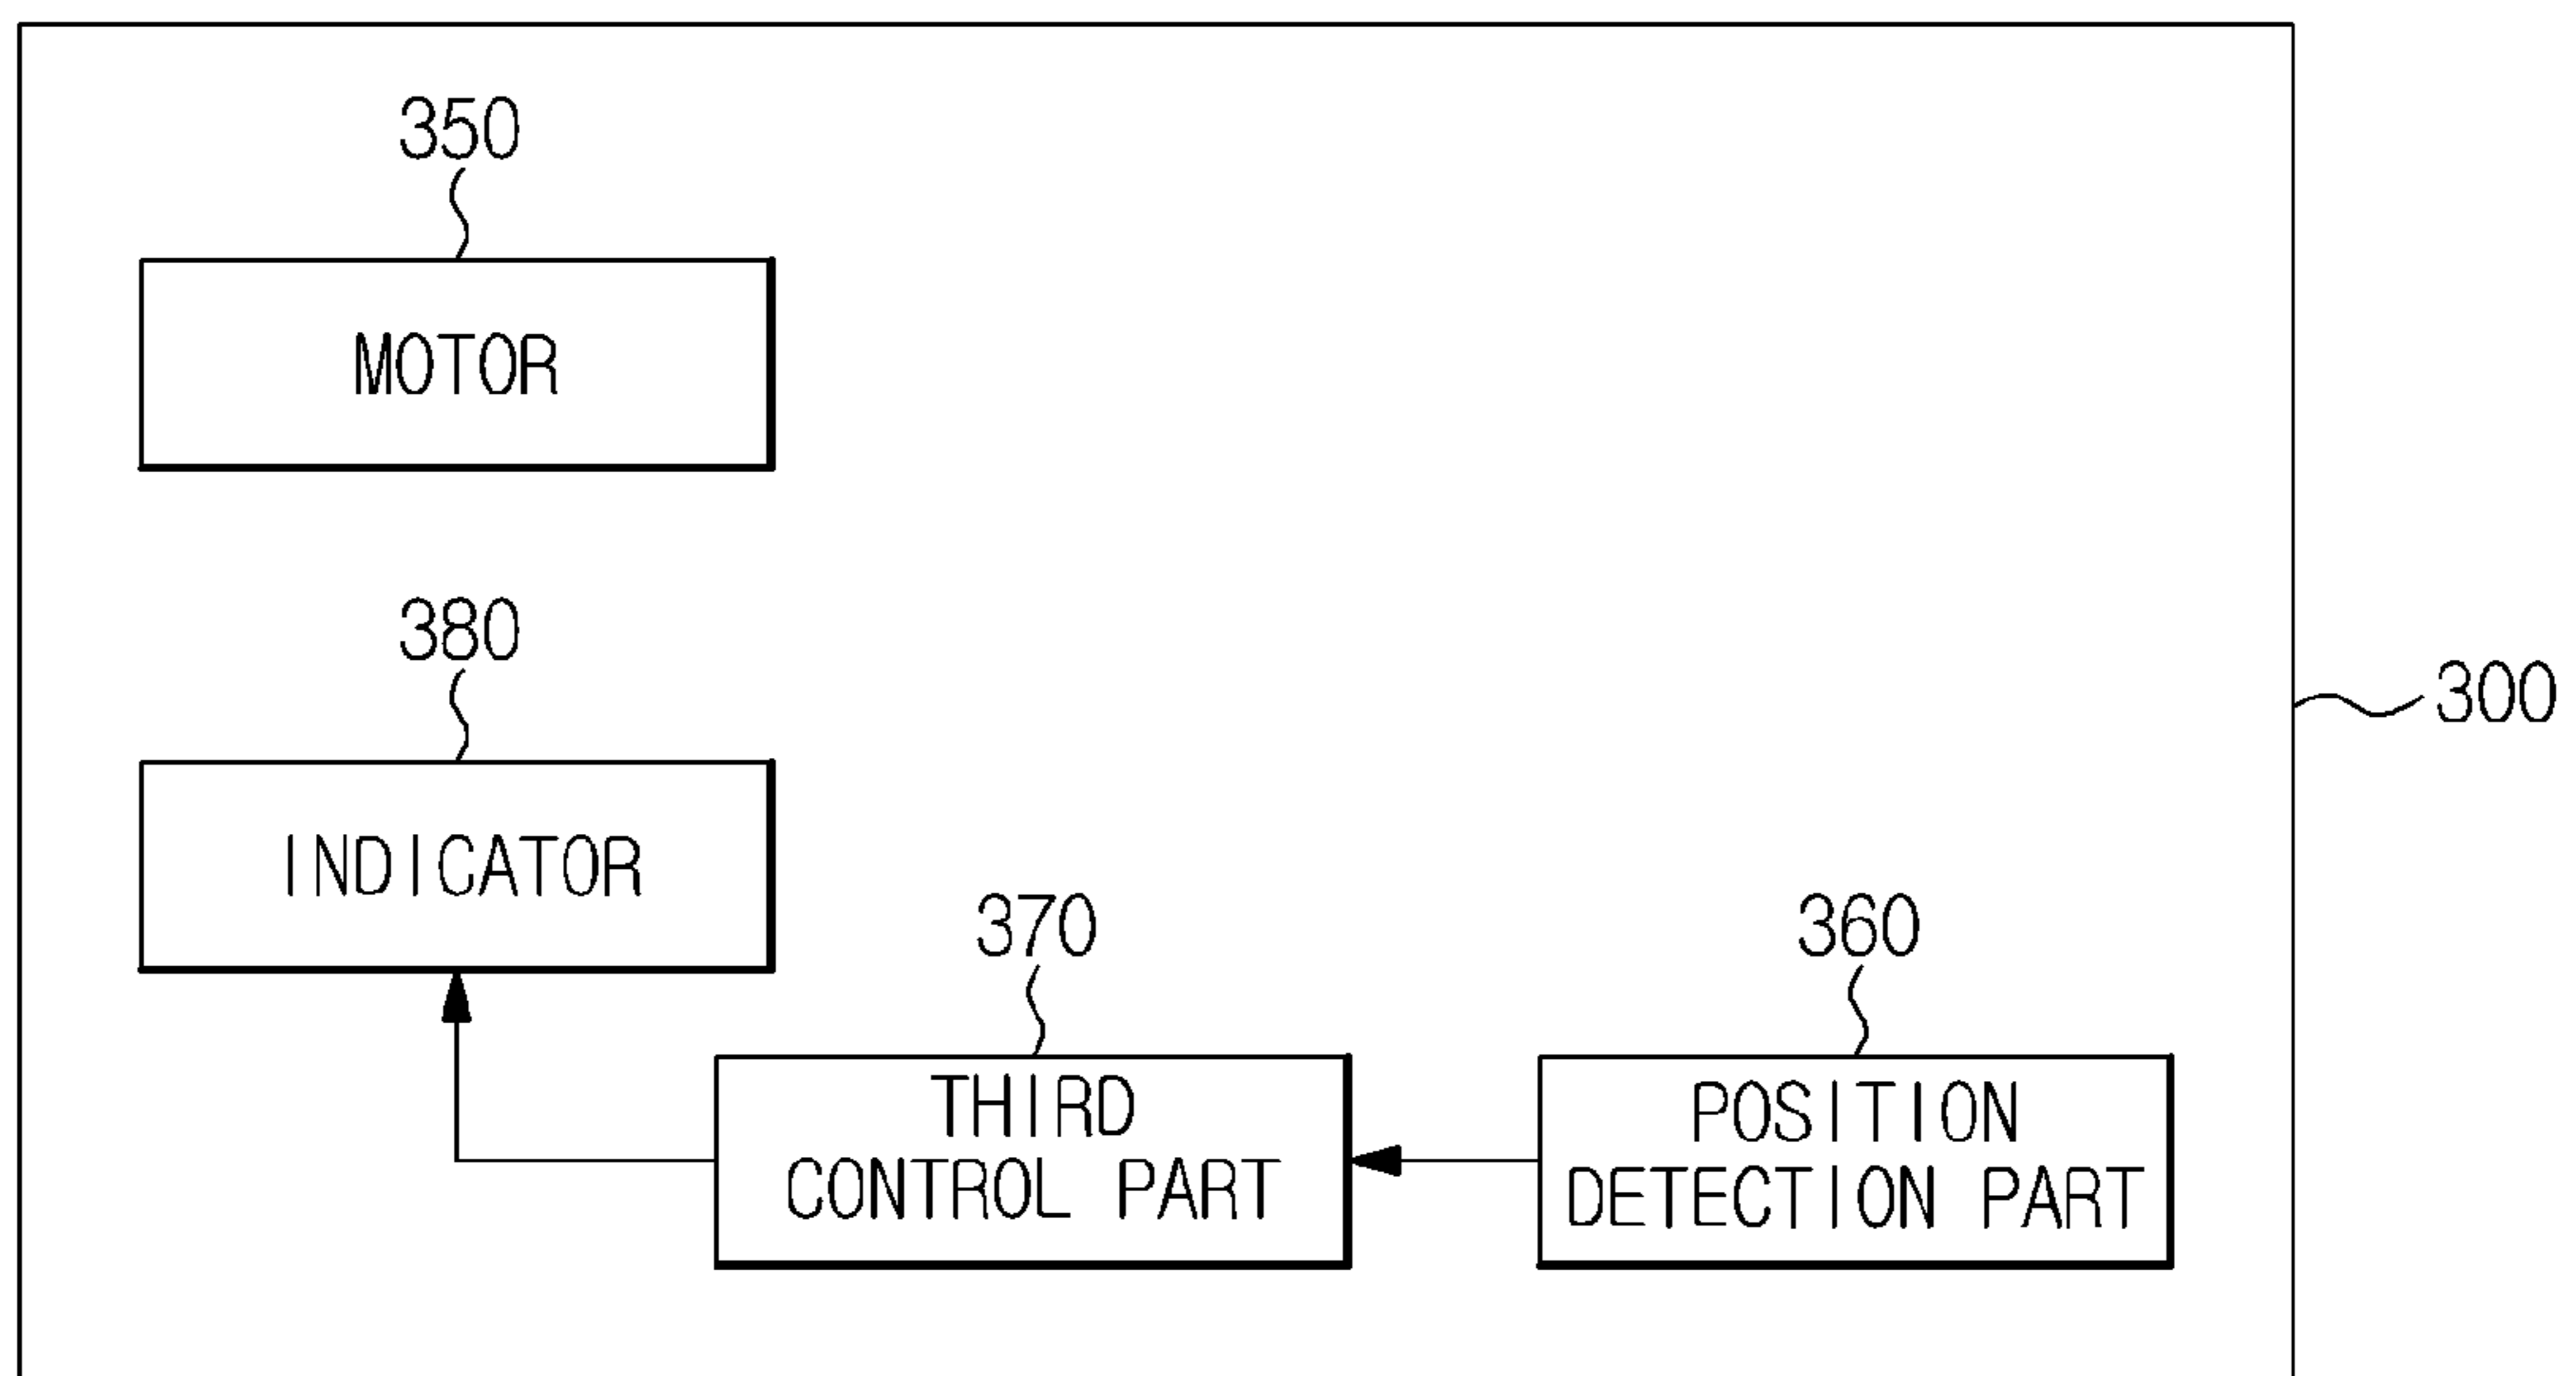 350
MOTOR
380
300
INDICATOR
370
360
THIRD
CONTROL PART
POSITION
DETECTION PART